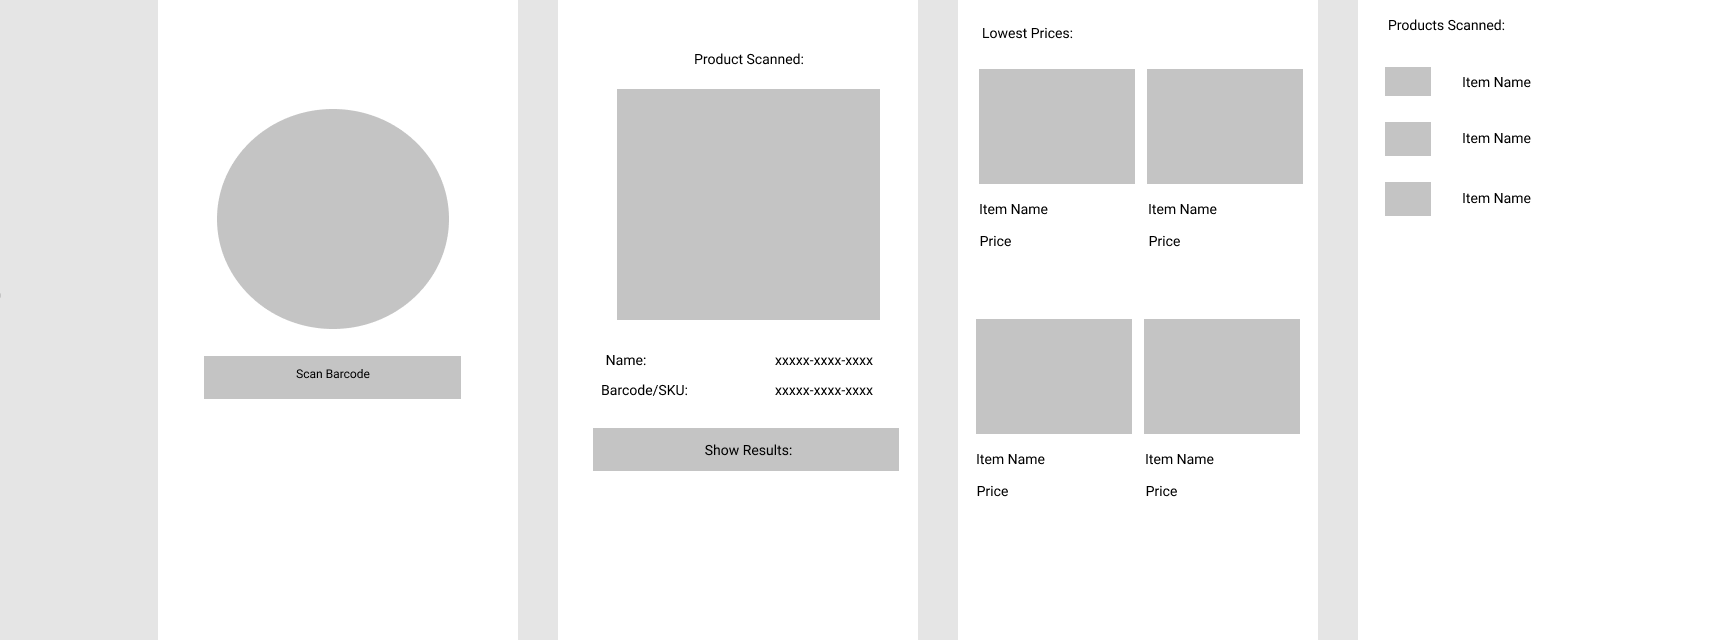 Scan Barcode
Product Scanned:
Name: xxxxx-xxxx-xxxx
Barcode/SKU: xxxxx-xxxx-xxxx
Show Results:
Lowest Prices:
Item Name Item Name
Price Price
Item Name Item Name
Price Price
Products Scanned:
Item Name
Item Name
Item Name